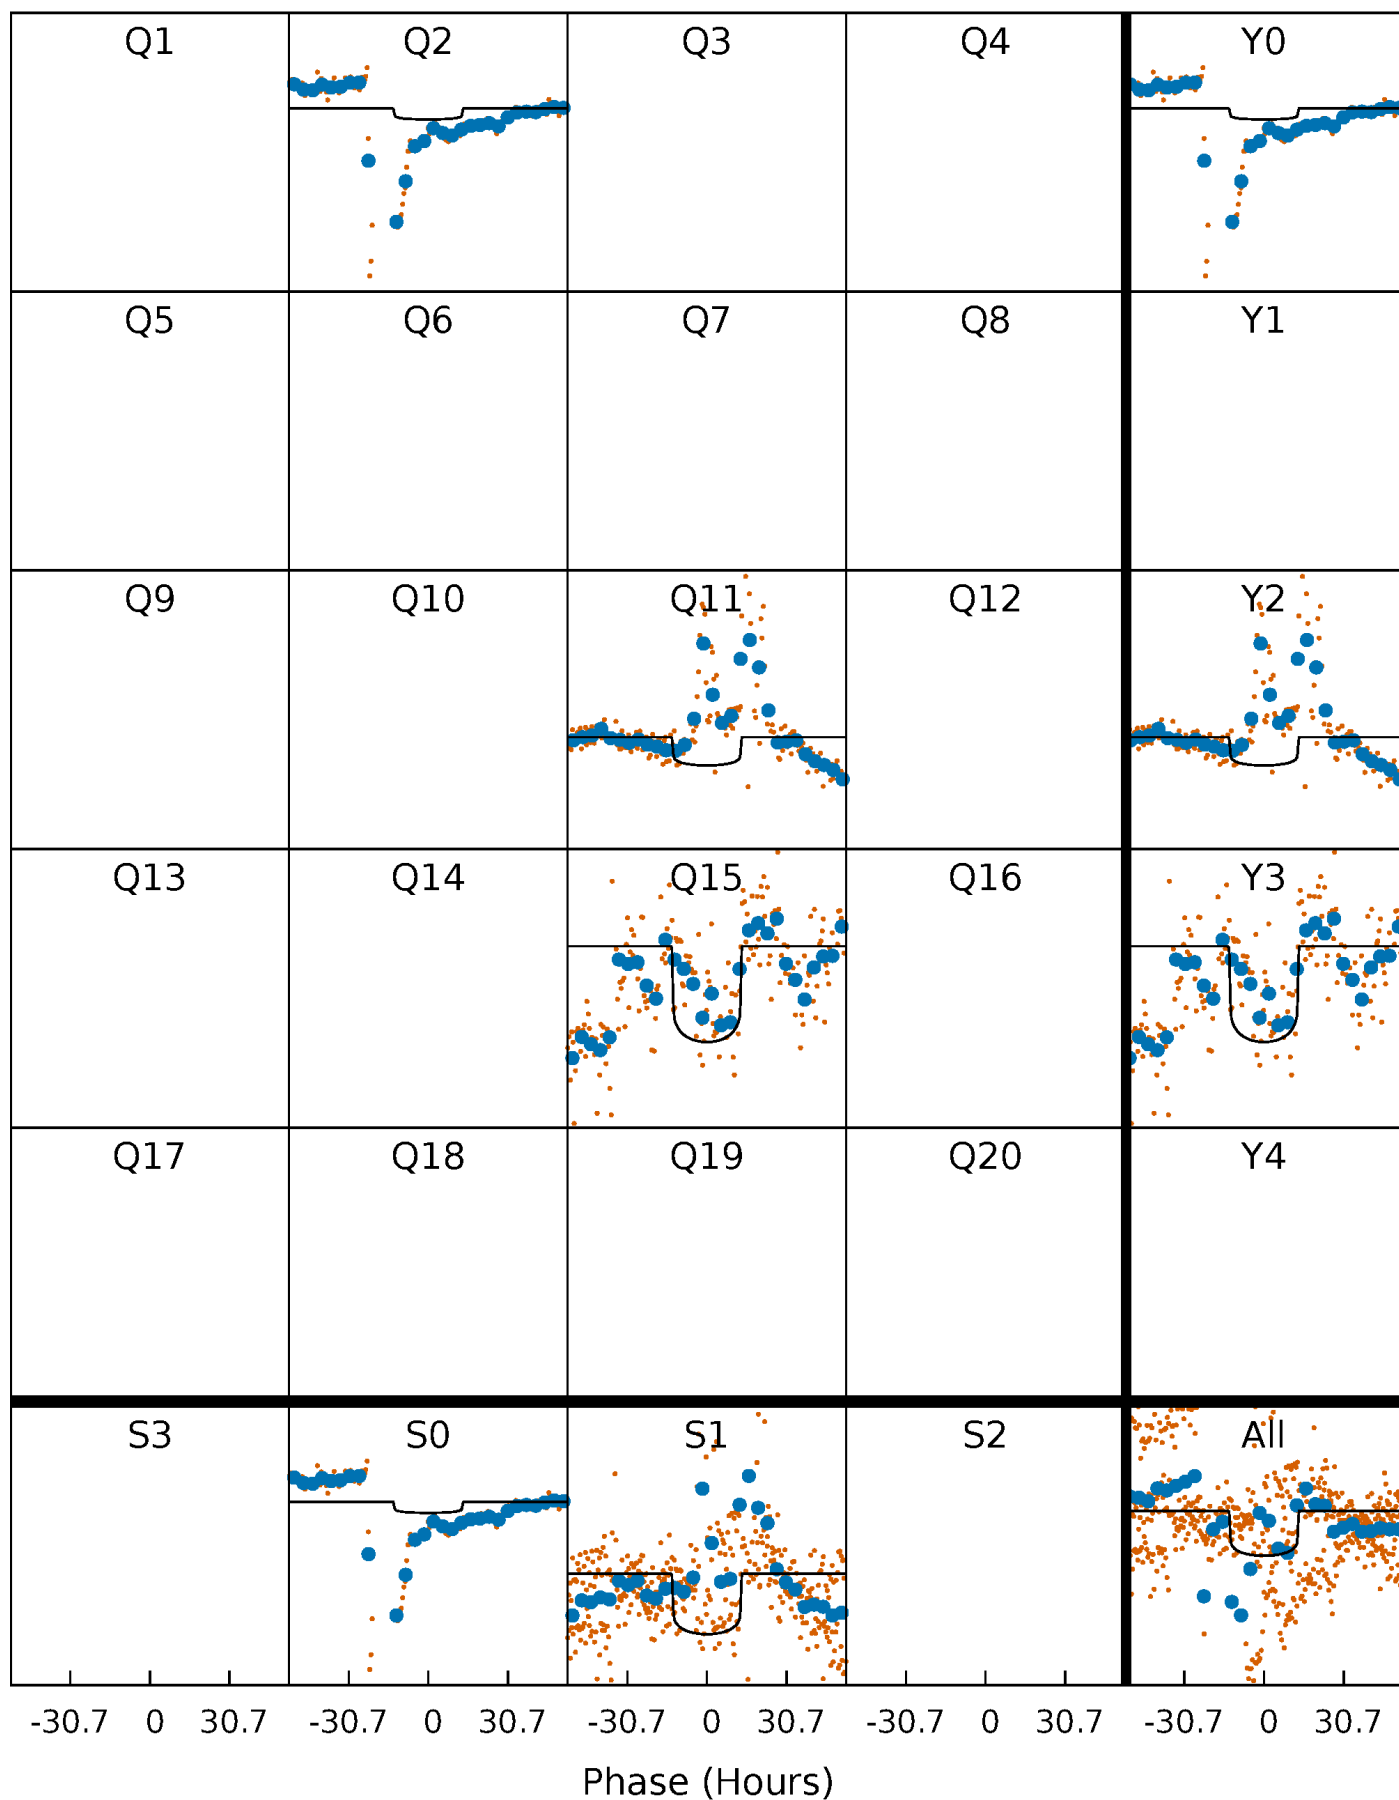 Q1 Q2 Q3 Q4 Y0
Q5 Q6 Q7 Q8 Y1
Q9 Q10 Q11 Q12 Y2
Q13 Q14 Q15 Q16 Y3
Q17 Q18 Q19 Q20 Y4
S3 S0 S1 S2 All
-30.7 0 30.7 -30.7 0 30.7 -30.7 0 30.7 -30.7 0 30.7 -30.7 0 30.7
Phase (Hours)